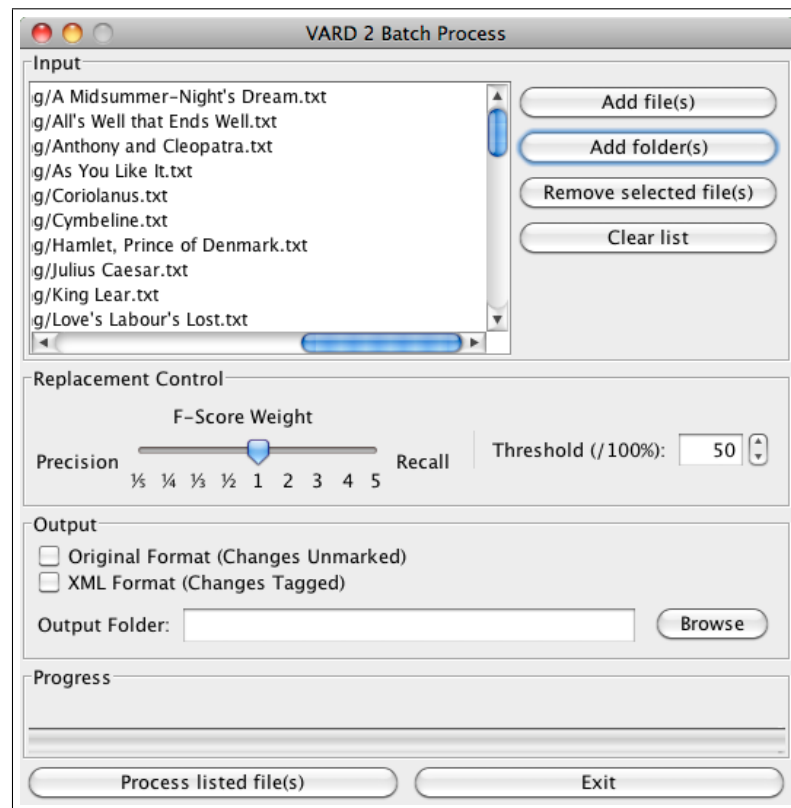 VARD 2 Batch Process
Input
g/A Midsummer-Night's Dream.txt
g/All's Well that Ends Well.txt
g/Anthony and Cleopatra.txt
g/As You Like It.txt
g/Coriolanus.txt
g/Cymbeline.txt
g/Hamlet, Prince of Denmark.txt
g/Julius Caesar.txt
g/King Lear.txt
g/Love's Labour's Lost.txt
Add file(s)
Add folder(s)
Remove selected file(s)
Clear list
Replacement Control
F-Score Weight
Precision
⅕ ¼ ⅓ ½ 1 2 3 4 5
Recall
Threshold (/100%): 50
Output
Original Format (Changes Unmarked)
XML Format (Changes Tagged)
Output Folder:
Browse
Progress
Process listed file(s)
Exit